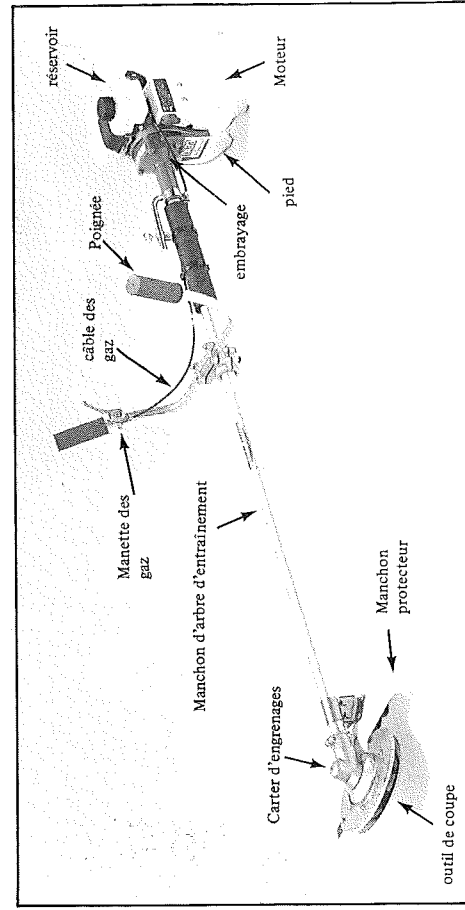 réservoir
Moteur
pied
embrayage
Poignée
câble des
gaz
Manette des
gaz
Manchon d'arbre d'entraînement
Manchon
protecteur
Carter d'engrenages
outil de coupe